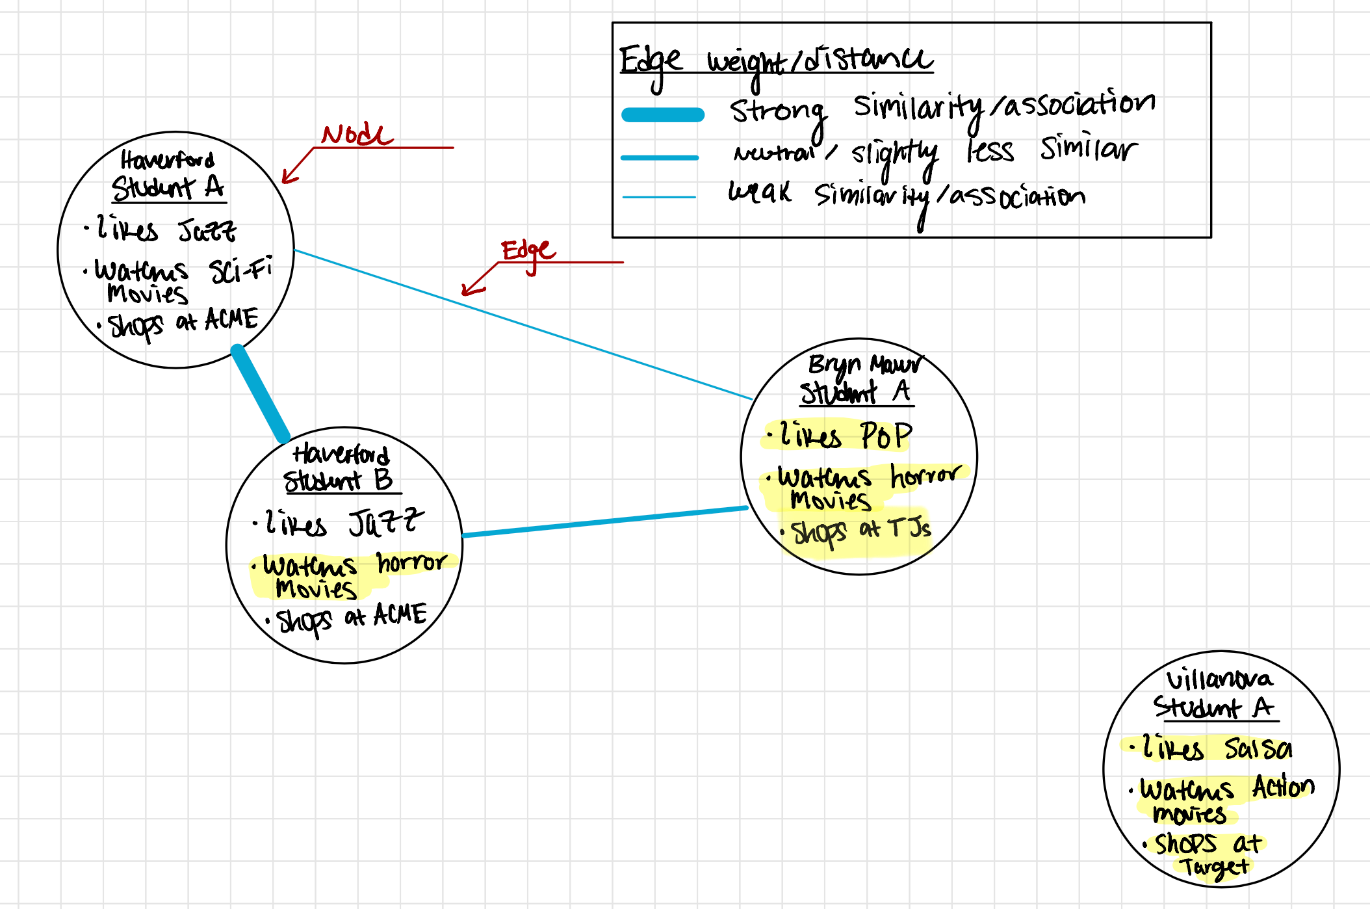 Edge weight/distance
Strong Similarity/association
Neutral/ slightly less similar
Weak Similarity/association
Node
Haverford
Student A
• likes Jazz
• Watches Sci-Fi
Movies
• Shops at ACME
Edge
Bryn Mawr
Student A
• likes POP
• Watches horror
Movies
• Shops at TJs
Haverford
Student B
• likes Jazz
• Watches horror
Movies
• Shops at ACME
Villanova
Student A
• likes Salsa
• Watches Action
movies
• Shops at
Target